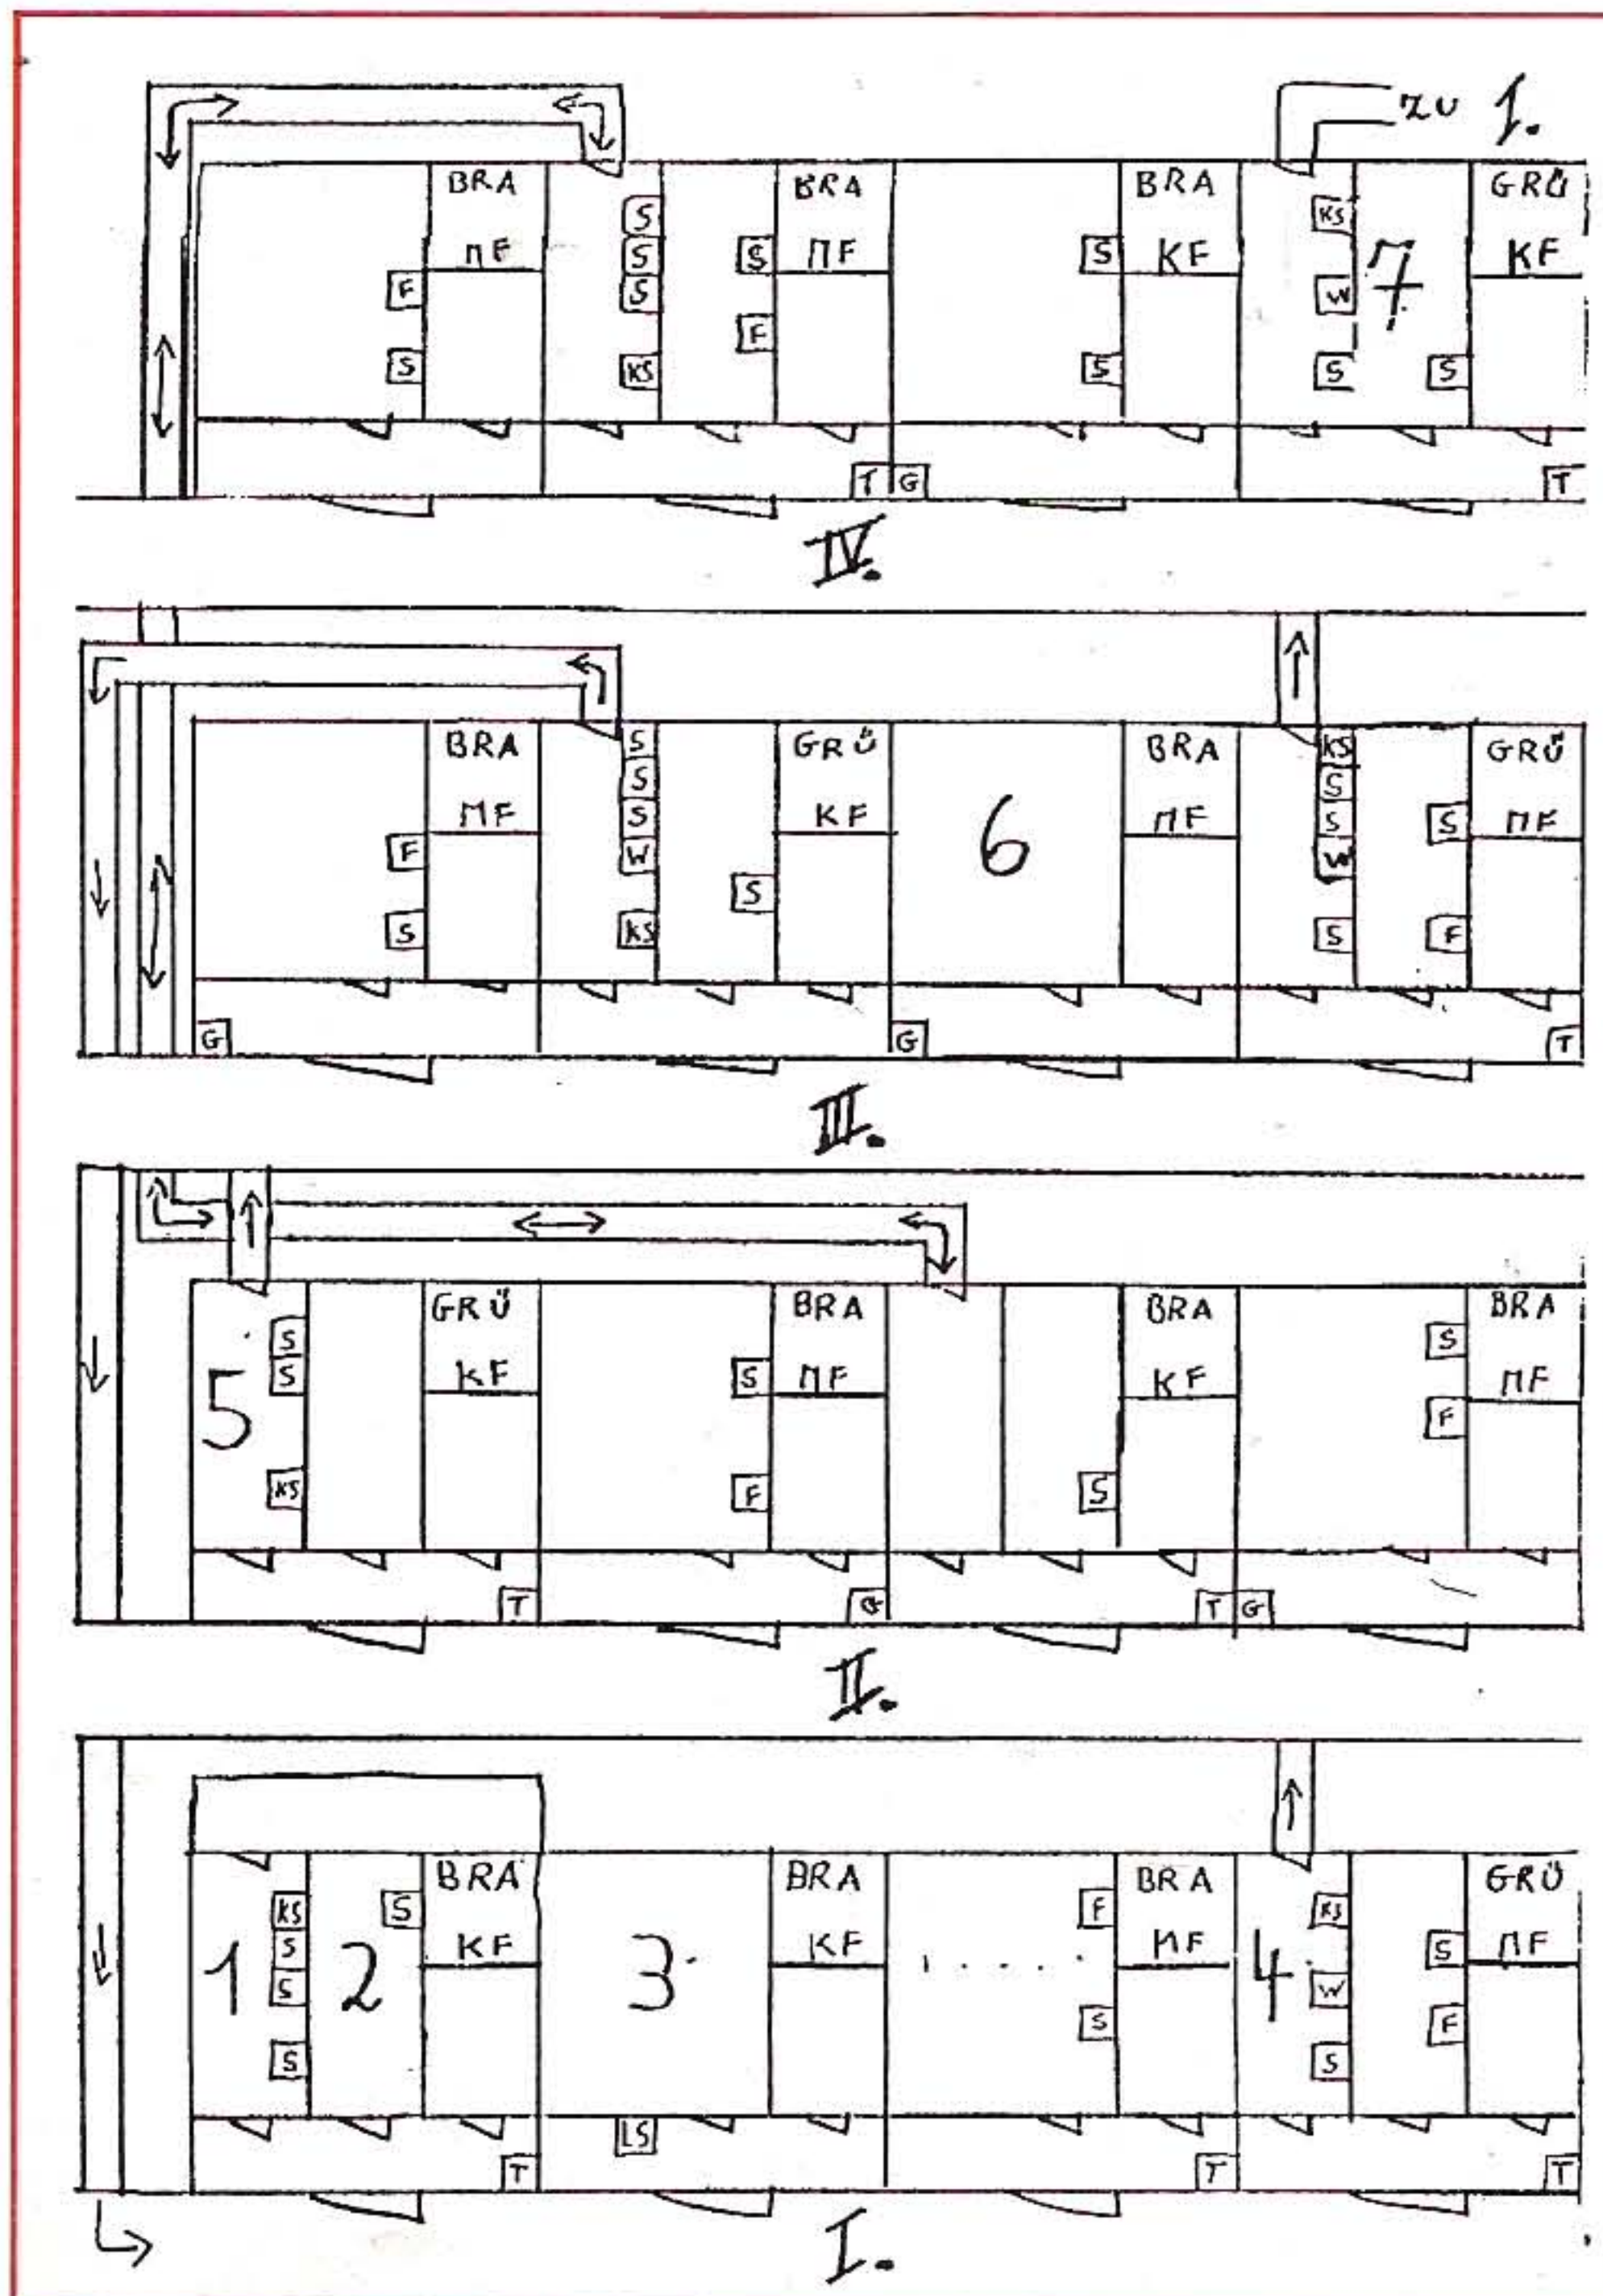 zu I.
BRA BRA BRA GRÜ
MF MF KF KF
S KS
S S S
F S W 7
F
S KS S S S
T G T
IV.
BRA GRÜ BRA GRÜ
S KS
S S
MF KF MF MF
S S S
F W 6 W
S
S KS S F
G G T
III.
GRÜ BRA BRA BRA
S S
S KF S MF KF MF
5 F
KS F S
T G T G
II.
BRA BRA BRA GRÜ
KS S F KS
S KF KF MF S MF
1 S 2 3 4 W
S F
S S
LS
T T T
I.